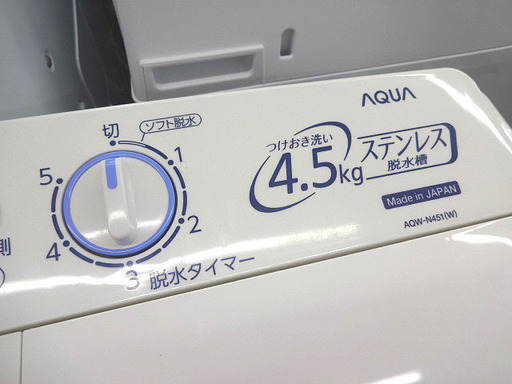 AQUA
切
ソフト脱水
1
2
3
4
5
脱水タイマー
つけおき洗い
4.5kg
ステンレス
脱水槽
Made in JAPAN
AQW-N451(W)
側